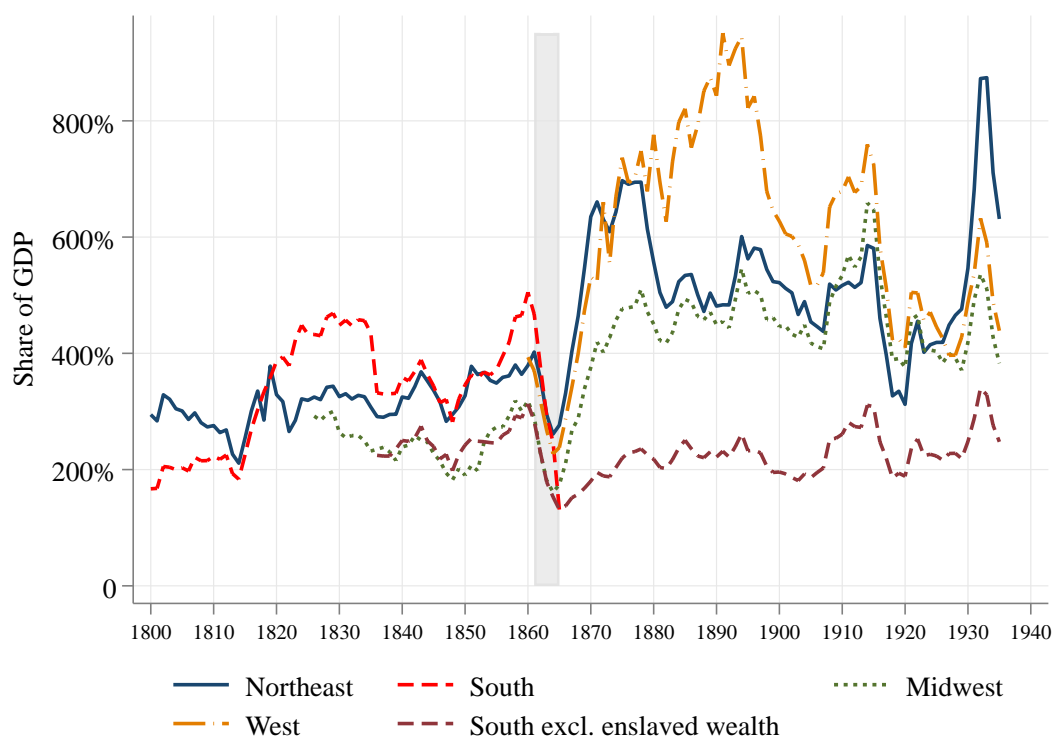 Share of GDP
800%
600%
400%
200%
0
1800 1810 1820 1830 1840 1850 1860 1870 1880 1890 1900 1910 1920 1930 1940
Northeast South Midwest
West South excl. enslaved wealth